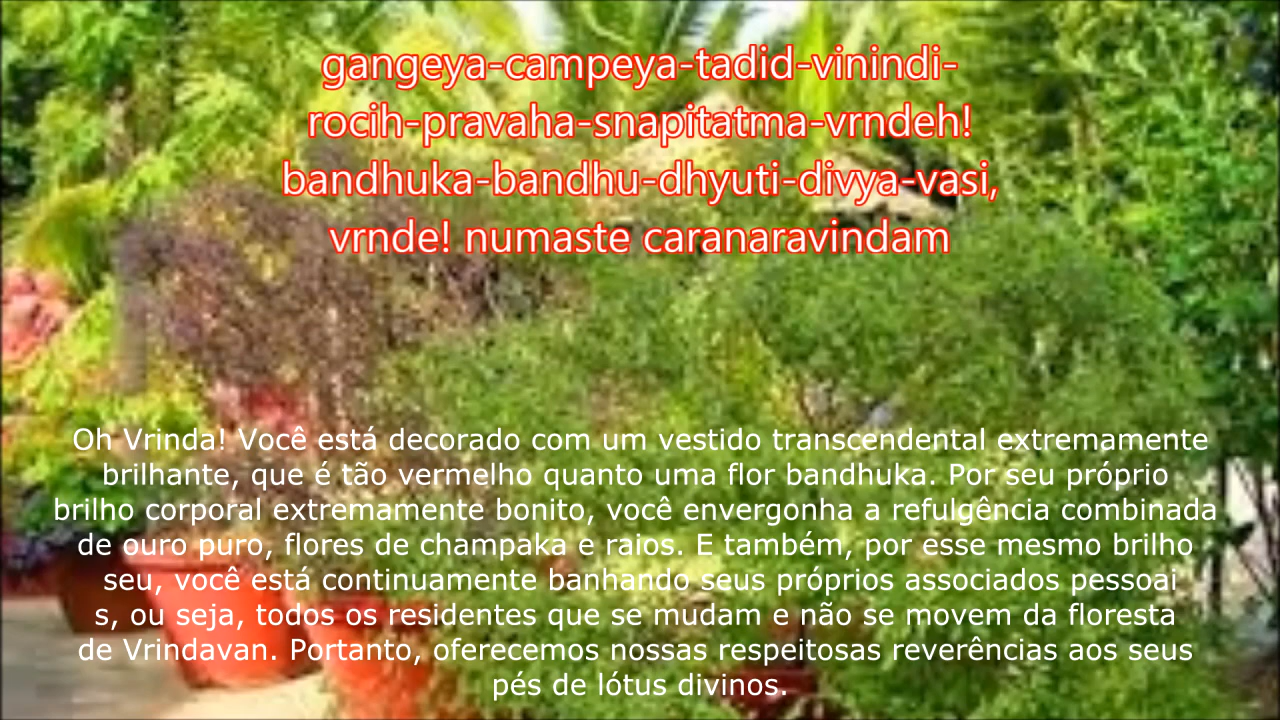 gangeya-campeya-tadid-vinindi-
rocih-pravaha-snapitatma-vrndeh!
bandhuka-bandhu-dhyuti-divya-vasi,
vrnde! numaste caranaravindam
Oh Vrinda! Você está decorado com um vestido transcendental extremamente
brilhante, que é tão vermelho quanto uma flor bandhuka. Por seu próprio
brilho corporal extremamente bonito, você envergonha a refulgência combinada
de ouro puro, flores de champaka e raios. E também, por esse mesmo brilho
seu, você está continuamente banhando seus próprios associados pessoai
s, ou seja, todos os residentes que se mudam e não se movem da floresta
de Vrindavan. Portanto, oferecemos nossas respeitosas reverências aos seus
pés de lótus divinos.